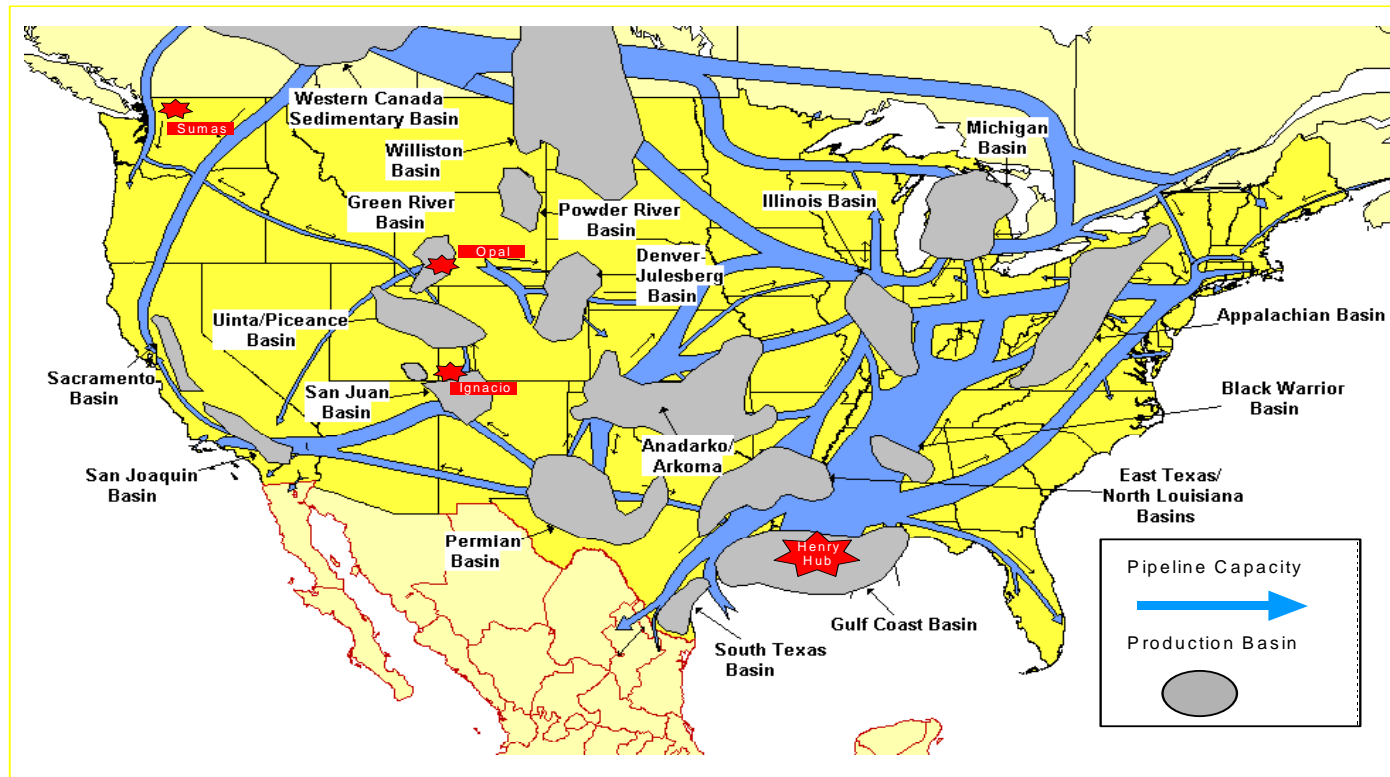 Western Canada
Sedimentary Basin
Sumas
Williston
Basin
Michigan
Basin
Green River
Basin
Powder River
Basin
Illinois Basin
Opal
Denver-
Julesberg
Basin
Uinta/Piceance
Basin
Appalachian Basin
Sacramento
Basin
San Juan
Basin
Ignacio
Black Warrior
Basin
Anadarko/
Arkoma
San Joaquin
Basin
East Texas/
North Louisiana
Basins
Permian
Basin
Henry
Hub
Gulf Coast Basin
South Texas
Basin
Pipeline Capacity
Production Basin